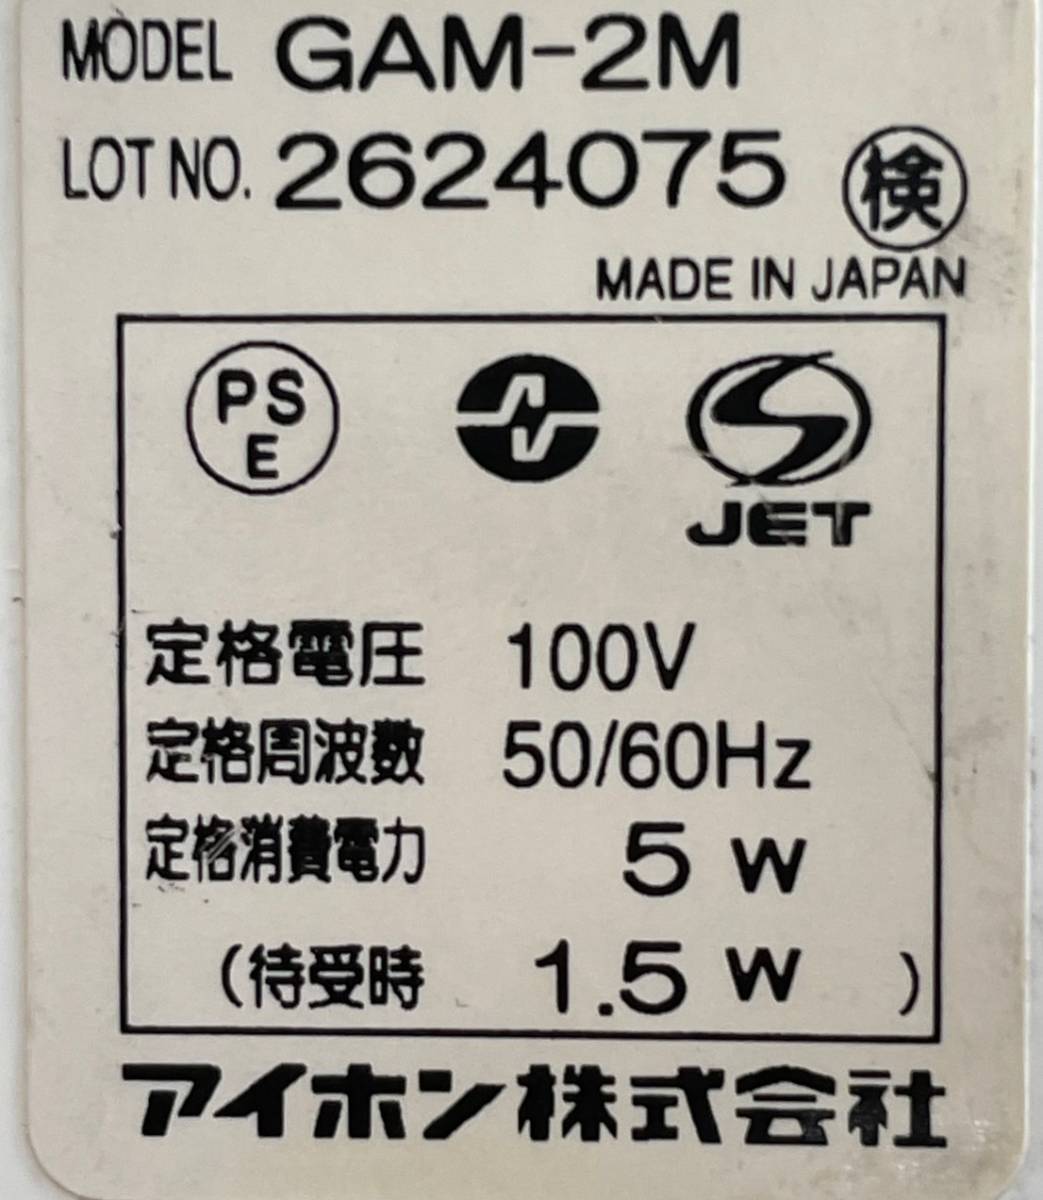 MODEL GAM-2M
LOT NO. 2624075 検
MADE IN JAPAN
PS
E
JET
定格電圧 100V
定格周波数 50/60Hz
定格消費電力 5 W
(待受時 1.5 W )
アイホン株式会社